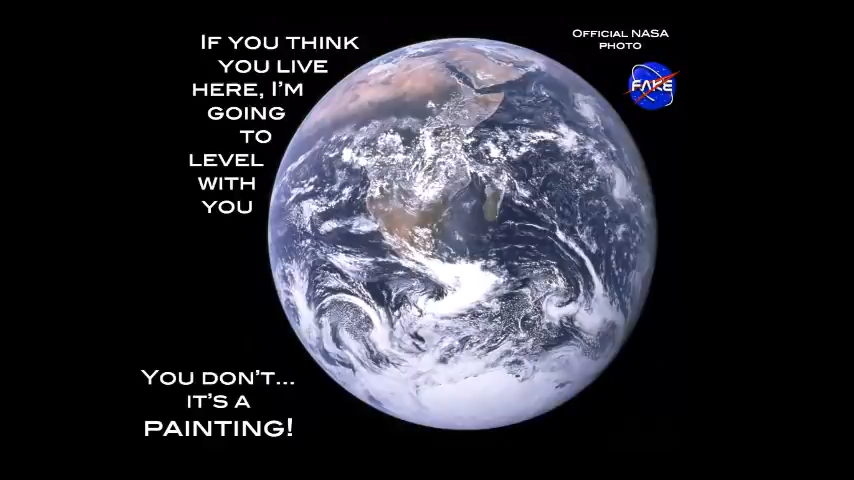 IF YOU THINK
YOU LIVE
HERE, I'M
GOING
TO
LEVEL
WITH
YOU
OFFICIAL NASA
PHOTO
FAKE
YOU DON'T...
IT'S A
PAINTING!